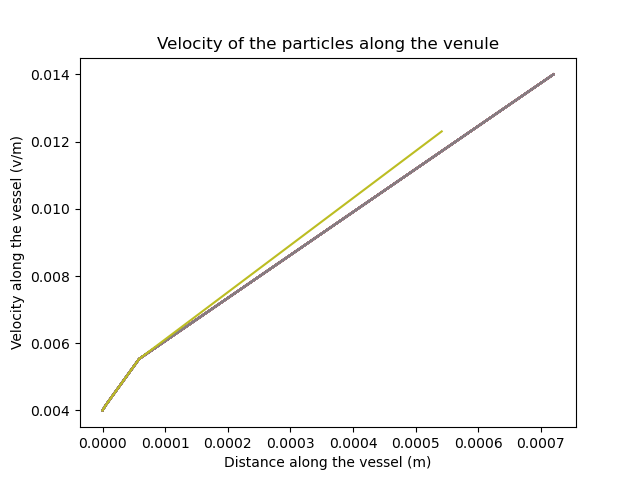 Velocity of the particles along the venule
Velocity along the vessel (v/m)
0.014
0.012
0.010
0.008
0.006
0.004
0.0000 0.0001 0.0002 0.0003 0.0004 0.0005 0.0006 0.0007
Distance along the vessel (m)